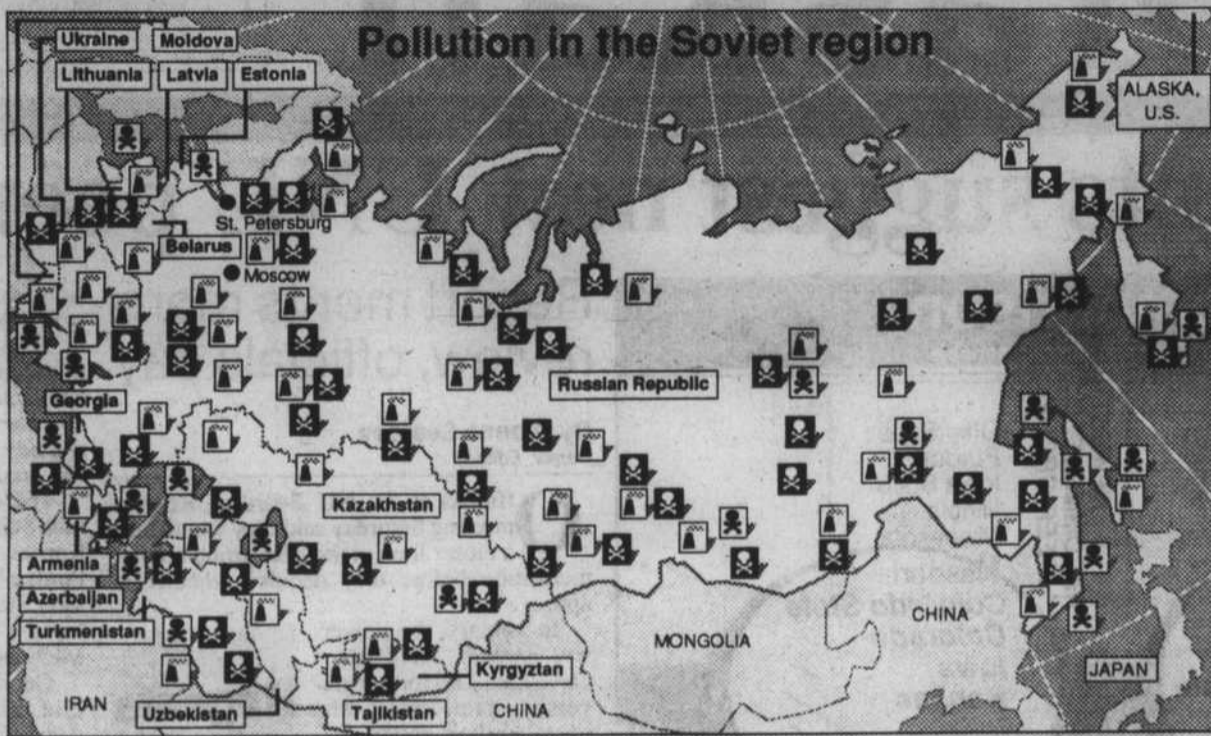 Pollution in the Soviet region
Ukraine
Moldova
Lithuania
Latvia
Estonia
ALASKA,
U.S.
St. Petersburg
Belarus
Moscow
Russian Republic
Georgia
Kazakhstan
Armenia
Azerbaijan
Turkmenistan
MONGOLIA
CHINA
Kyrgyztan
JAPAN
IRAN
Uzbekistan
Tajikistan
CHINA